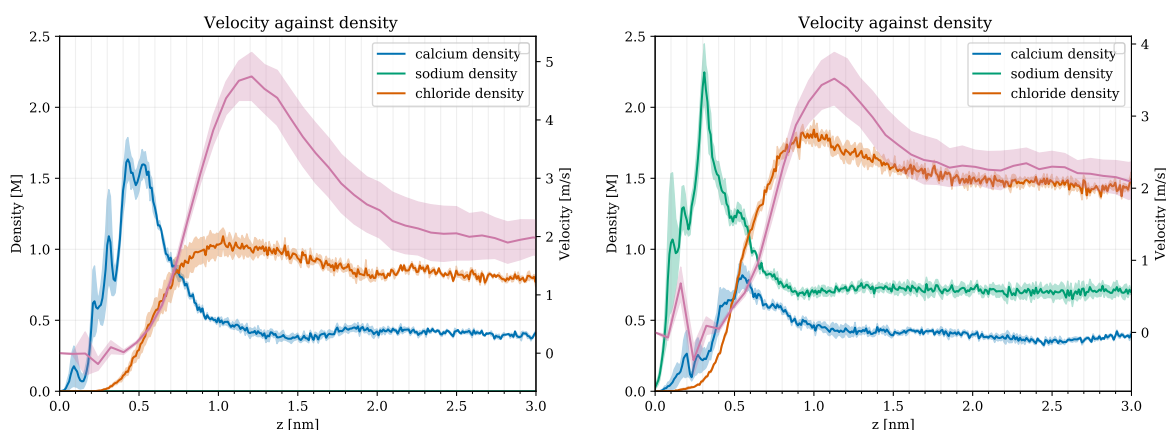 Velocity against density
calcium density
sodium density
chloride density
2.5
2.0
1.5
1.0
0.5
0.0
Density [M]
5
4
3
2
1
0
Velocity [m/s]
0.0 0.5 1.0 1.5 2.0 2.5 3.0
z [nm]
Velocity against density
calcium density
sodium density
chloride density
2.5
2.0
1.5
1.0
0.5
0.0
Density [M]
4
3
2
1
0
Velocity [m/s]
0.0 0.5 1.0 1.5 2.0 2.5 3.0
z [nm]